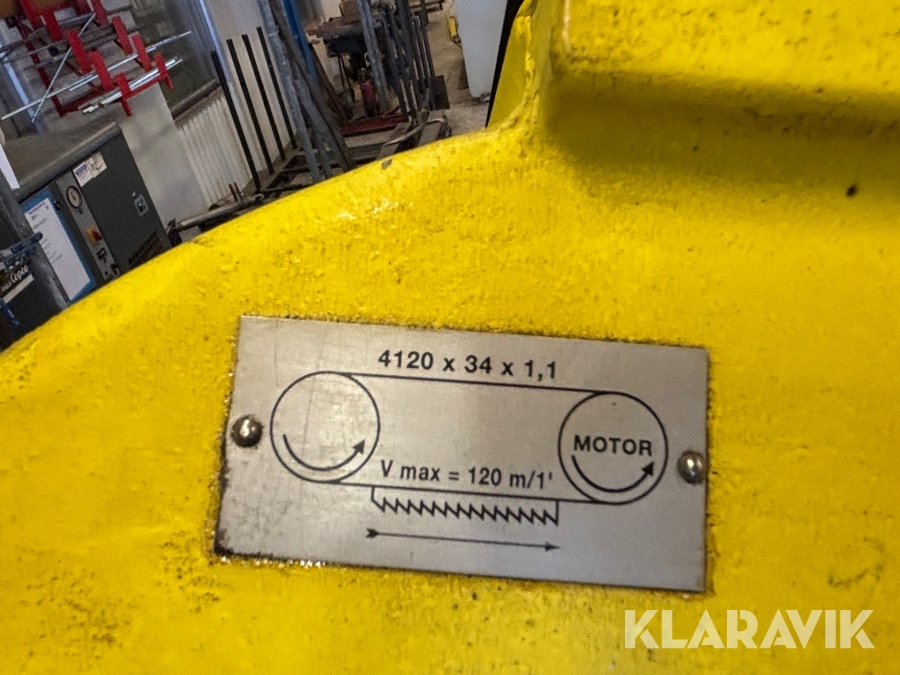 4120 x 34 x 1,1
MOTOR
V max = 120 m/1'
KLARAVIK